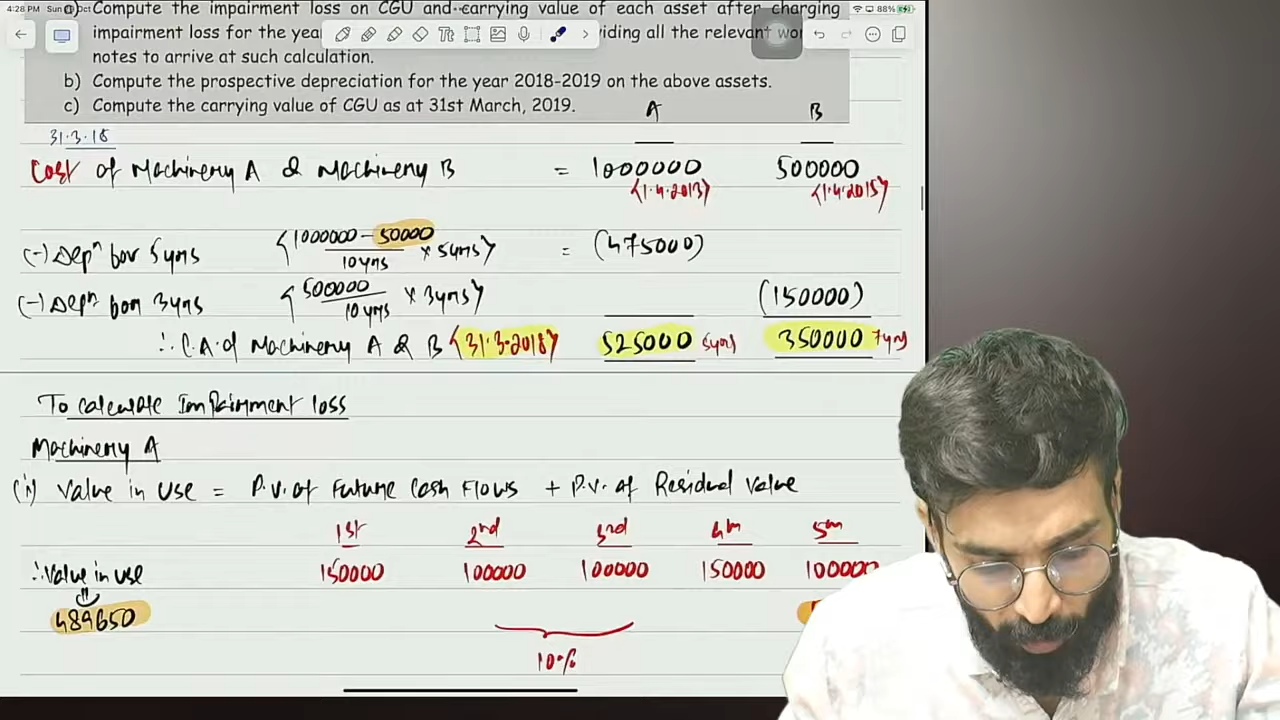 4:28 PM Sun Oct
88%
Compute the impairment loss on CGU and carrying value of each asset after charging
impairment loss for the yea viding all the relevant wo
notes to arrive at such calculation.
b) Compute the prospective depreciation for the year 2018-2019 on the above assets.
c) Compute the carrying value of CGU as at 31st March, 2019.
A B
31.3.18
Cost of Machinery A & Machinery B = 1000000 500000
{1.4.2013} {1.4.2015}
(-) Depn for 5yrs {1000000 - 50000 / 10yrs × 5yrs} = (475000)
(-) Depn for 3yrs {500000 / 10yrs × 3yrs} (150000)
∴ C.A. of Machinery A & B {31.3.2018} 525000 5yrs 350000 7yrs
To calculate Impairment loss
Machinery A
(i) Value in Use = P.V. of Future Cash Flows + P.V. of Residual Value
1st 2nd 3rd 4th 5th
∴ Value in use 150000 100000 100000 150000 100000
=
489650
10%